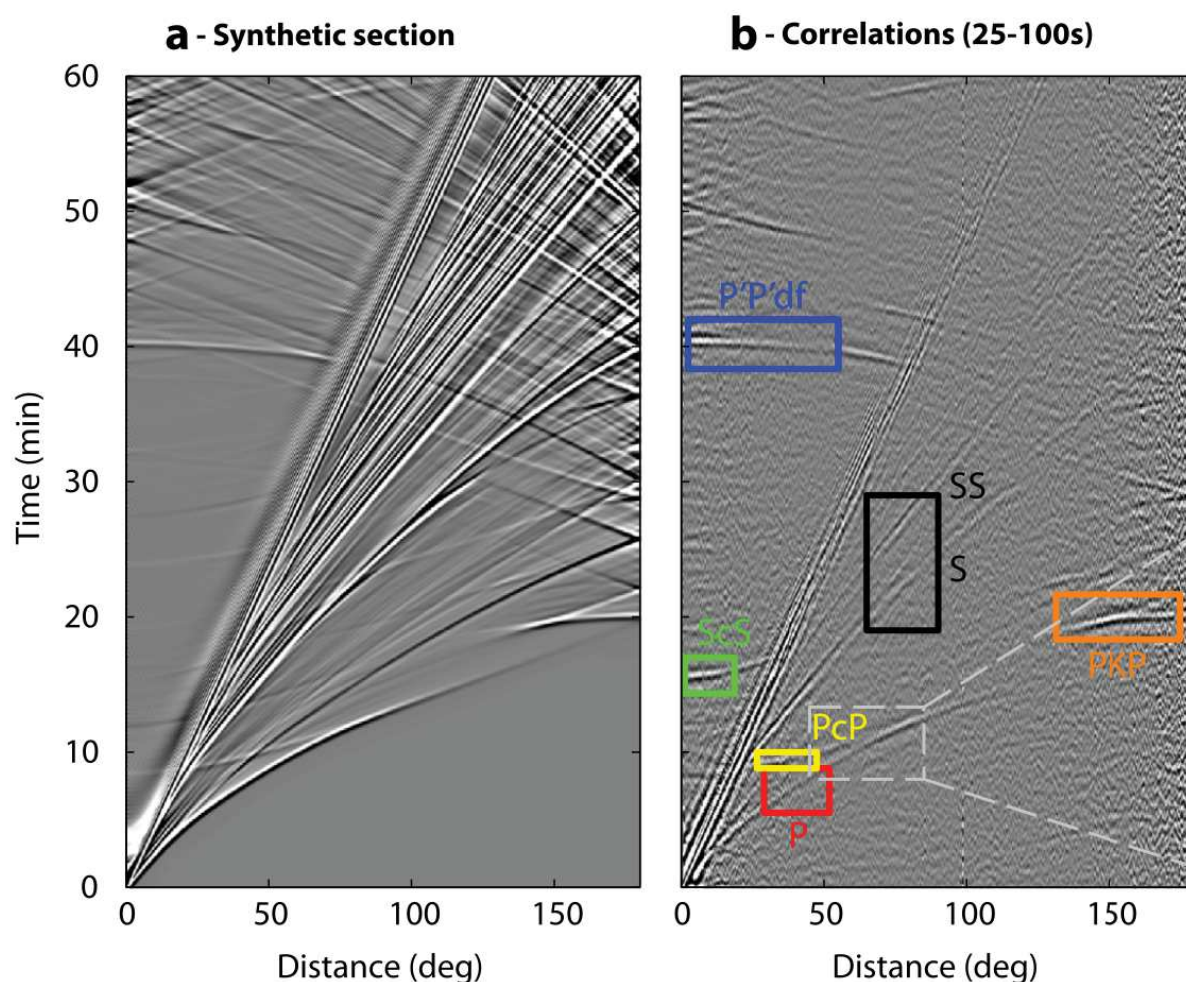 a - Synthetic section
b - Correlations (25-100s)
60
50
40
30
20
10
0
Time (min)
0 50 100 150
Distance (deg)
P'P'df
SS
S
ScS
PKP
PcP
P
0 50 100 150
Distance (deg)